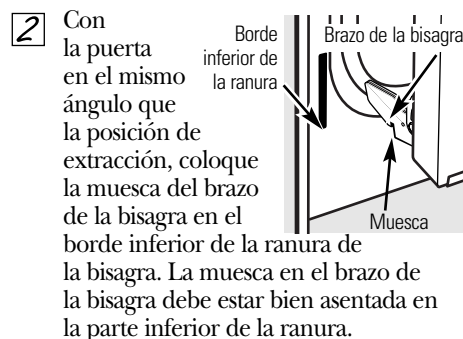 2
Con
la puerta
en el mismo
ángulo que
la posición de
extracción, coloque
la muesca del brazo
de la bisagra en el
borde inferior de la ranura de
la bisagra. La muesca en el brazo de
la bisagra debe estar bien asentada en
la parte inferior de la ranura.
Borde
inferior de
la ranura
Brazo de la bisagra
Muesca